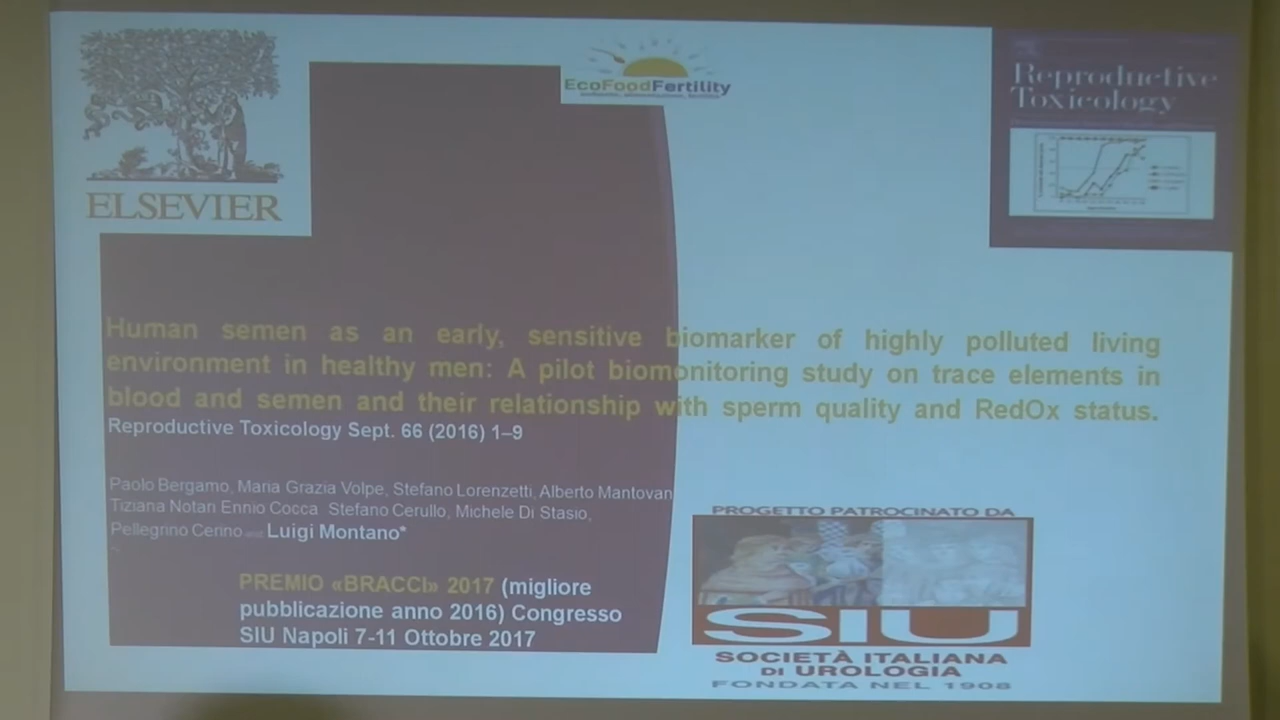 ELSEVIER
EcoFoodFertility
Reproductive
Toxicology
Human semen as an early, sensitive biomarker of highly polluted living
environment in healthy men: A pilot biomonitoring study on trace elements in
blood and semen and their relationship with sperm quality and RedOx status.
Reproductive Toxicology Sept. 66 (2016) 1–9
Paolo Bergamo, Maria Grazia Volpe, Stefano Lorenzetti, Alberto Mantovan
Tiziana Notari Ennio Cocca Stefano Cerullo, Michele Di Stasio,
Pellegrino Cerino Luigi Montano*
PREMIO «BRACCI» 2017 (migliore
pubblicazione anno 2016) Congresso
SIU Napoli 7-11 Ottobre 2017
PROGETTO PATROCINATO DA
SIU
SOCIETÀ ITALIANA
DI UROLOGIA
FONDATA NEL 1908